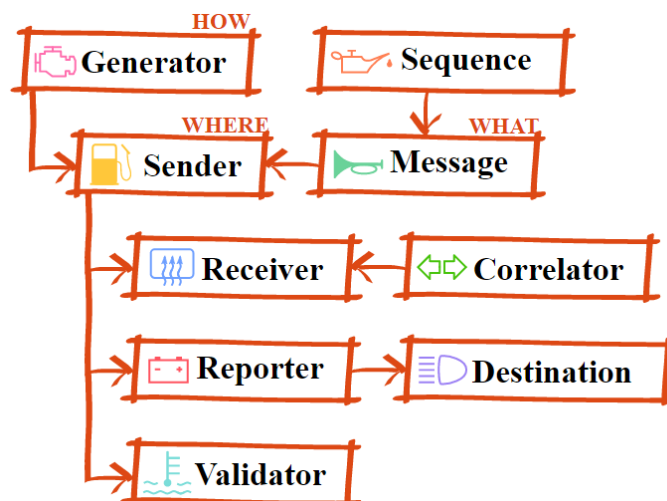 HOW
Generator
Sequence
WHERE
WHAT
Sender
Message
Receiver
Correlator
Reporter
Destination
Validator